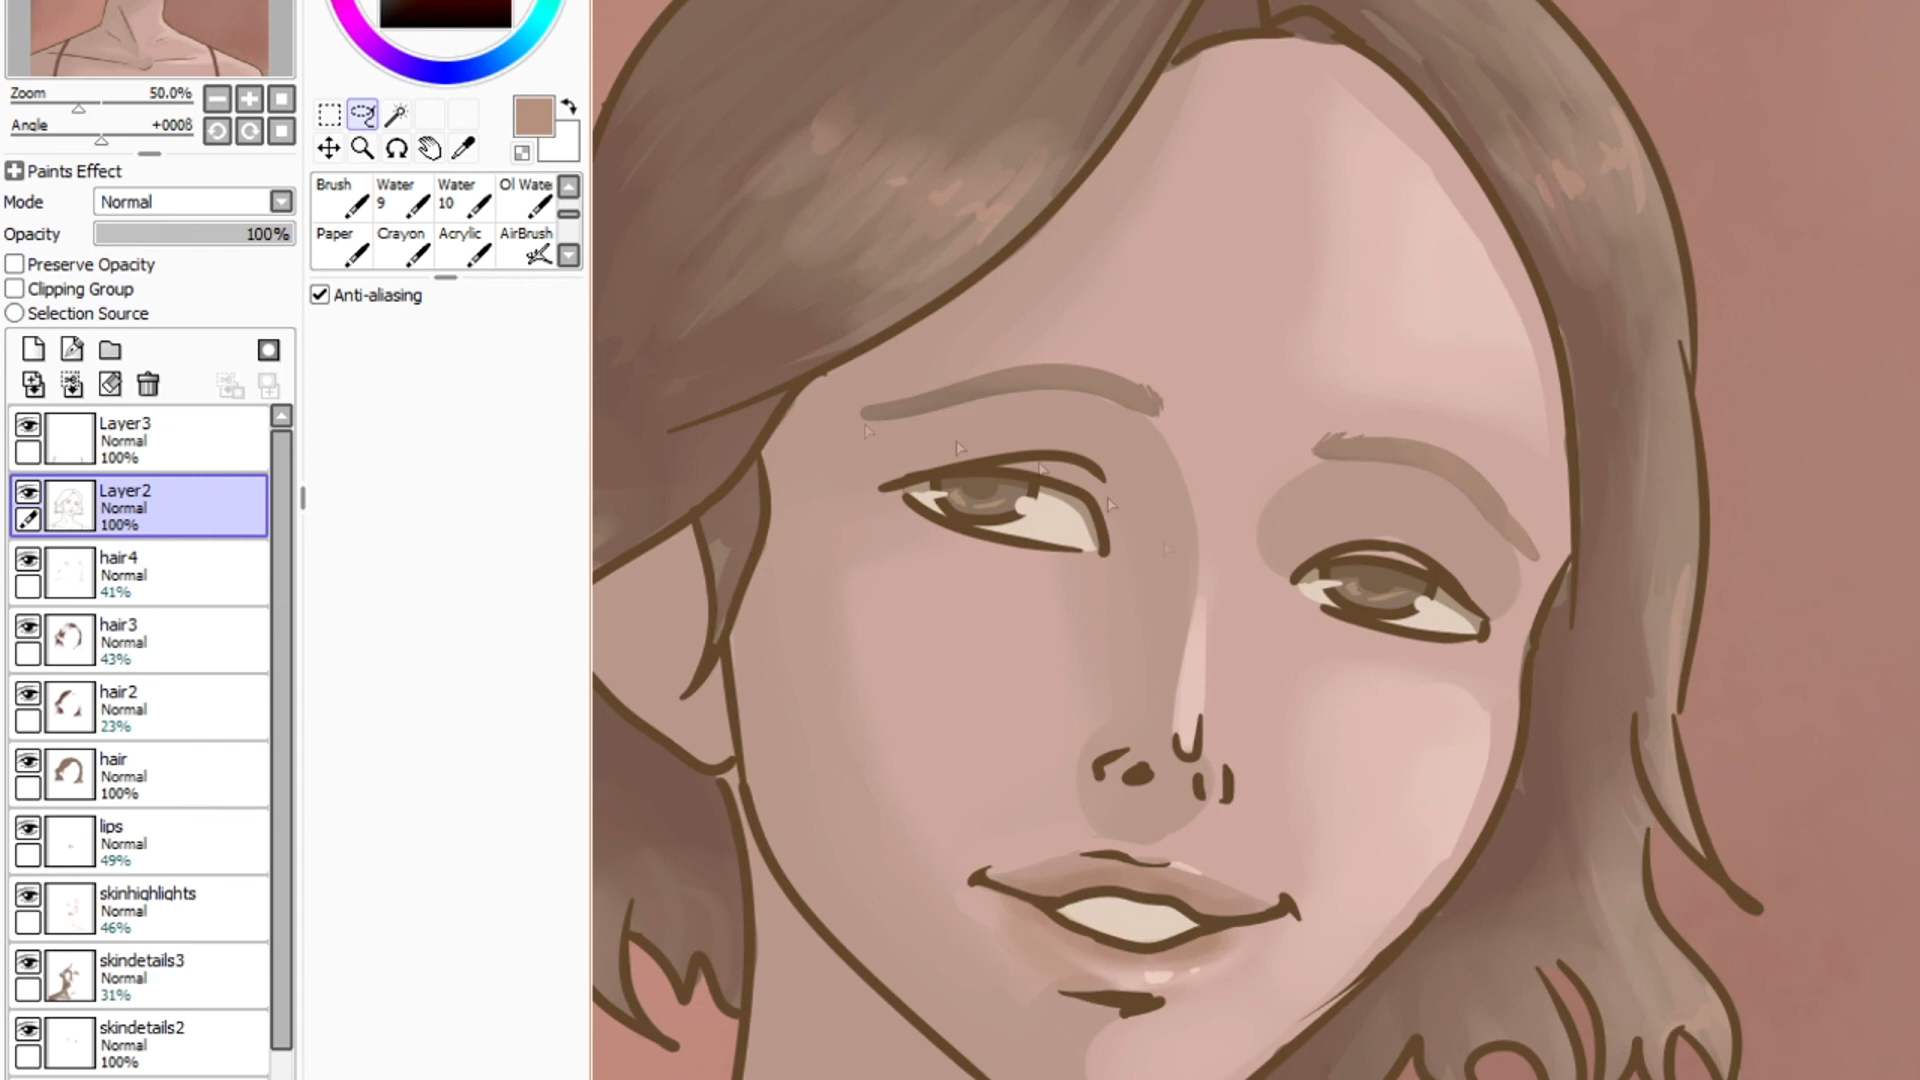 Zoom 50.0%
Angle +0008
Paints Effect
Mode Normal
Opacity 100%
Preserve Opacity
Clipping Group
Selection Source
Layer3
Normal
100%
Layer2
Normal
100%
hair4
Normal
41%
hair3
Normal
43%
hair2
Normal
23%
hair
Normal
100%
lips
Normal
49%
skinhighlights
Normal
46%
skindetails3
Normal
31%
skindetails2
Normal
100%
Brush Water Water Ol Wate
9 10
Paper Crayon Acrylic AirBrush
Anti-aliasing